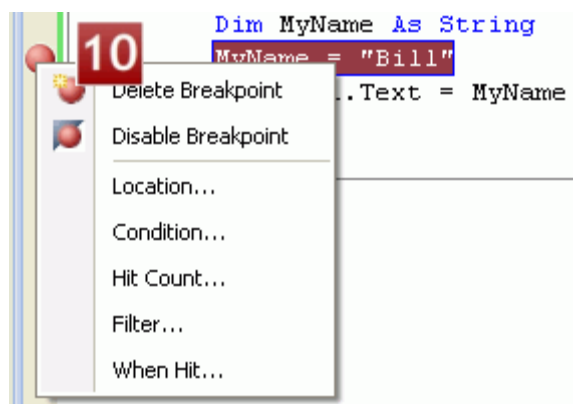 Dim MyName As String
10
MyName = "Bill"
Delete Breakpoint
.Text = MyName
Disable Breakpoint
Location...
Condition...
Hit Count...
Filter...
When Hit...